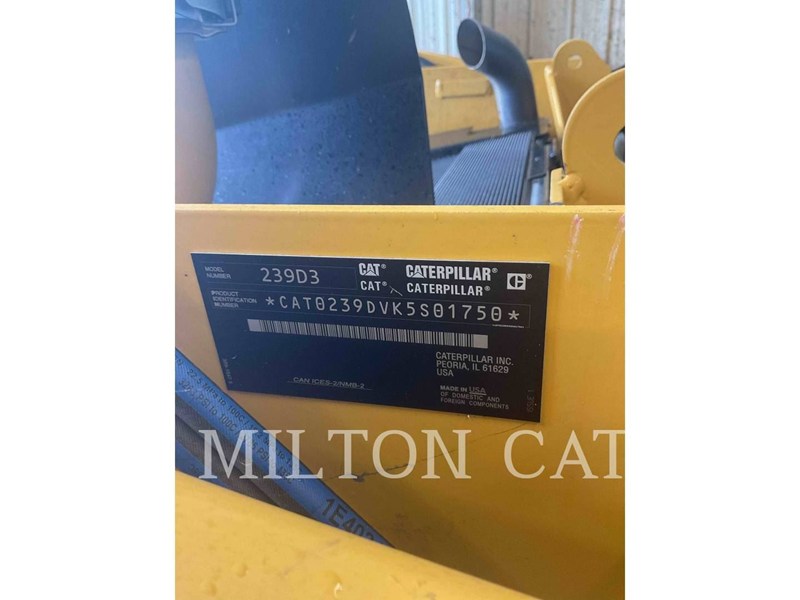 MODEL NUMBER 239D3 CAT® CATERPILLAR® C
CAT® CATERPILLAR®
PRODUCT IDENTIFICATION NUMBER *CAT0239DVK5S01750*
CATERPILLAR INC.
PEORIA, IL 61629
USA
CAN ICES-2/NMB-2
MADE IN USA
OF DOMESTIC AND
FOREIGN COMPONENTS
MILTON CAT